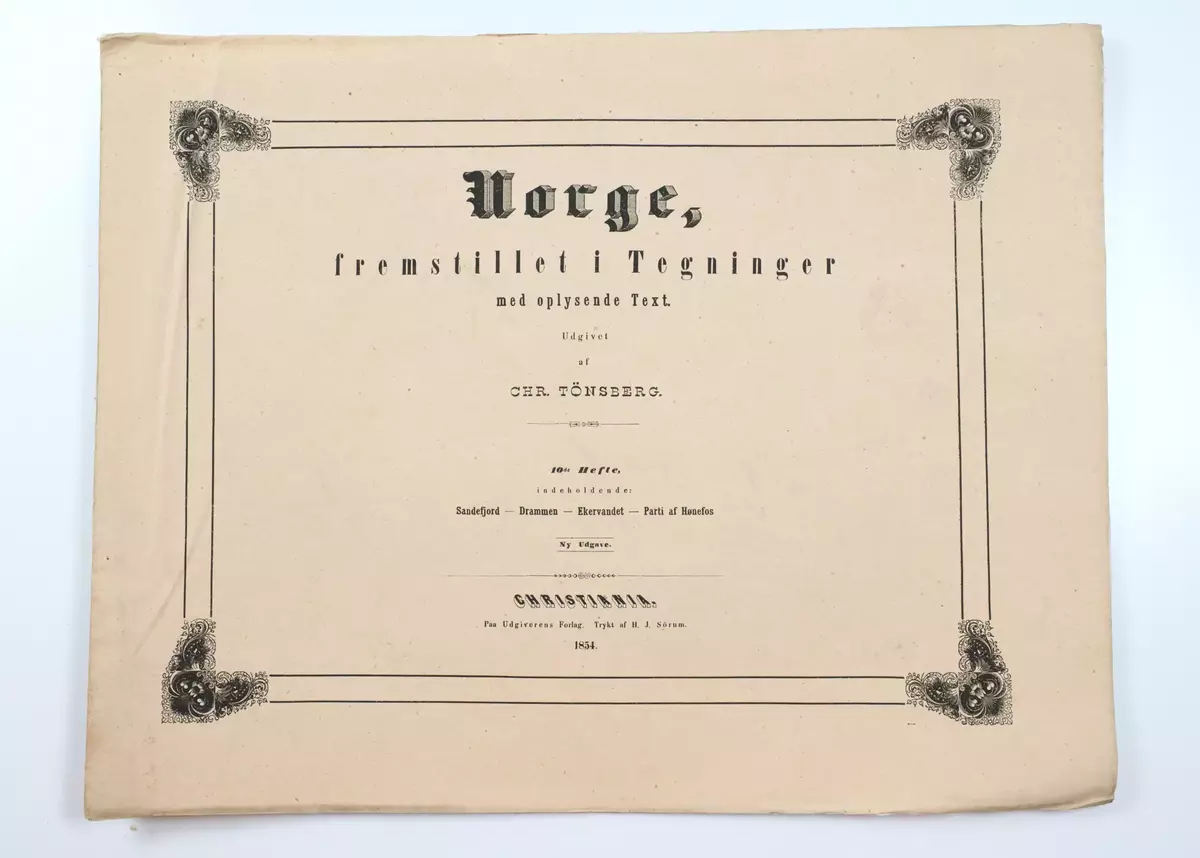 Norge,
fremstillet i Tegninger
med oplysende Text.
Udgivet
af
CHR. TÖNSBERG.
10de Hefte,
indeholdende:
Sandefjord — Drammen — Ekervandet — Parti af Hønefos
Ny Udgave.
CHRISTIANIA.
Paa Udgiverens Forlag. Trykt af H. J. Sörum.
1854.